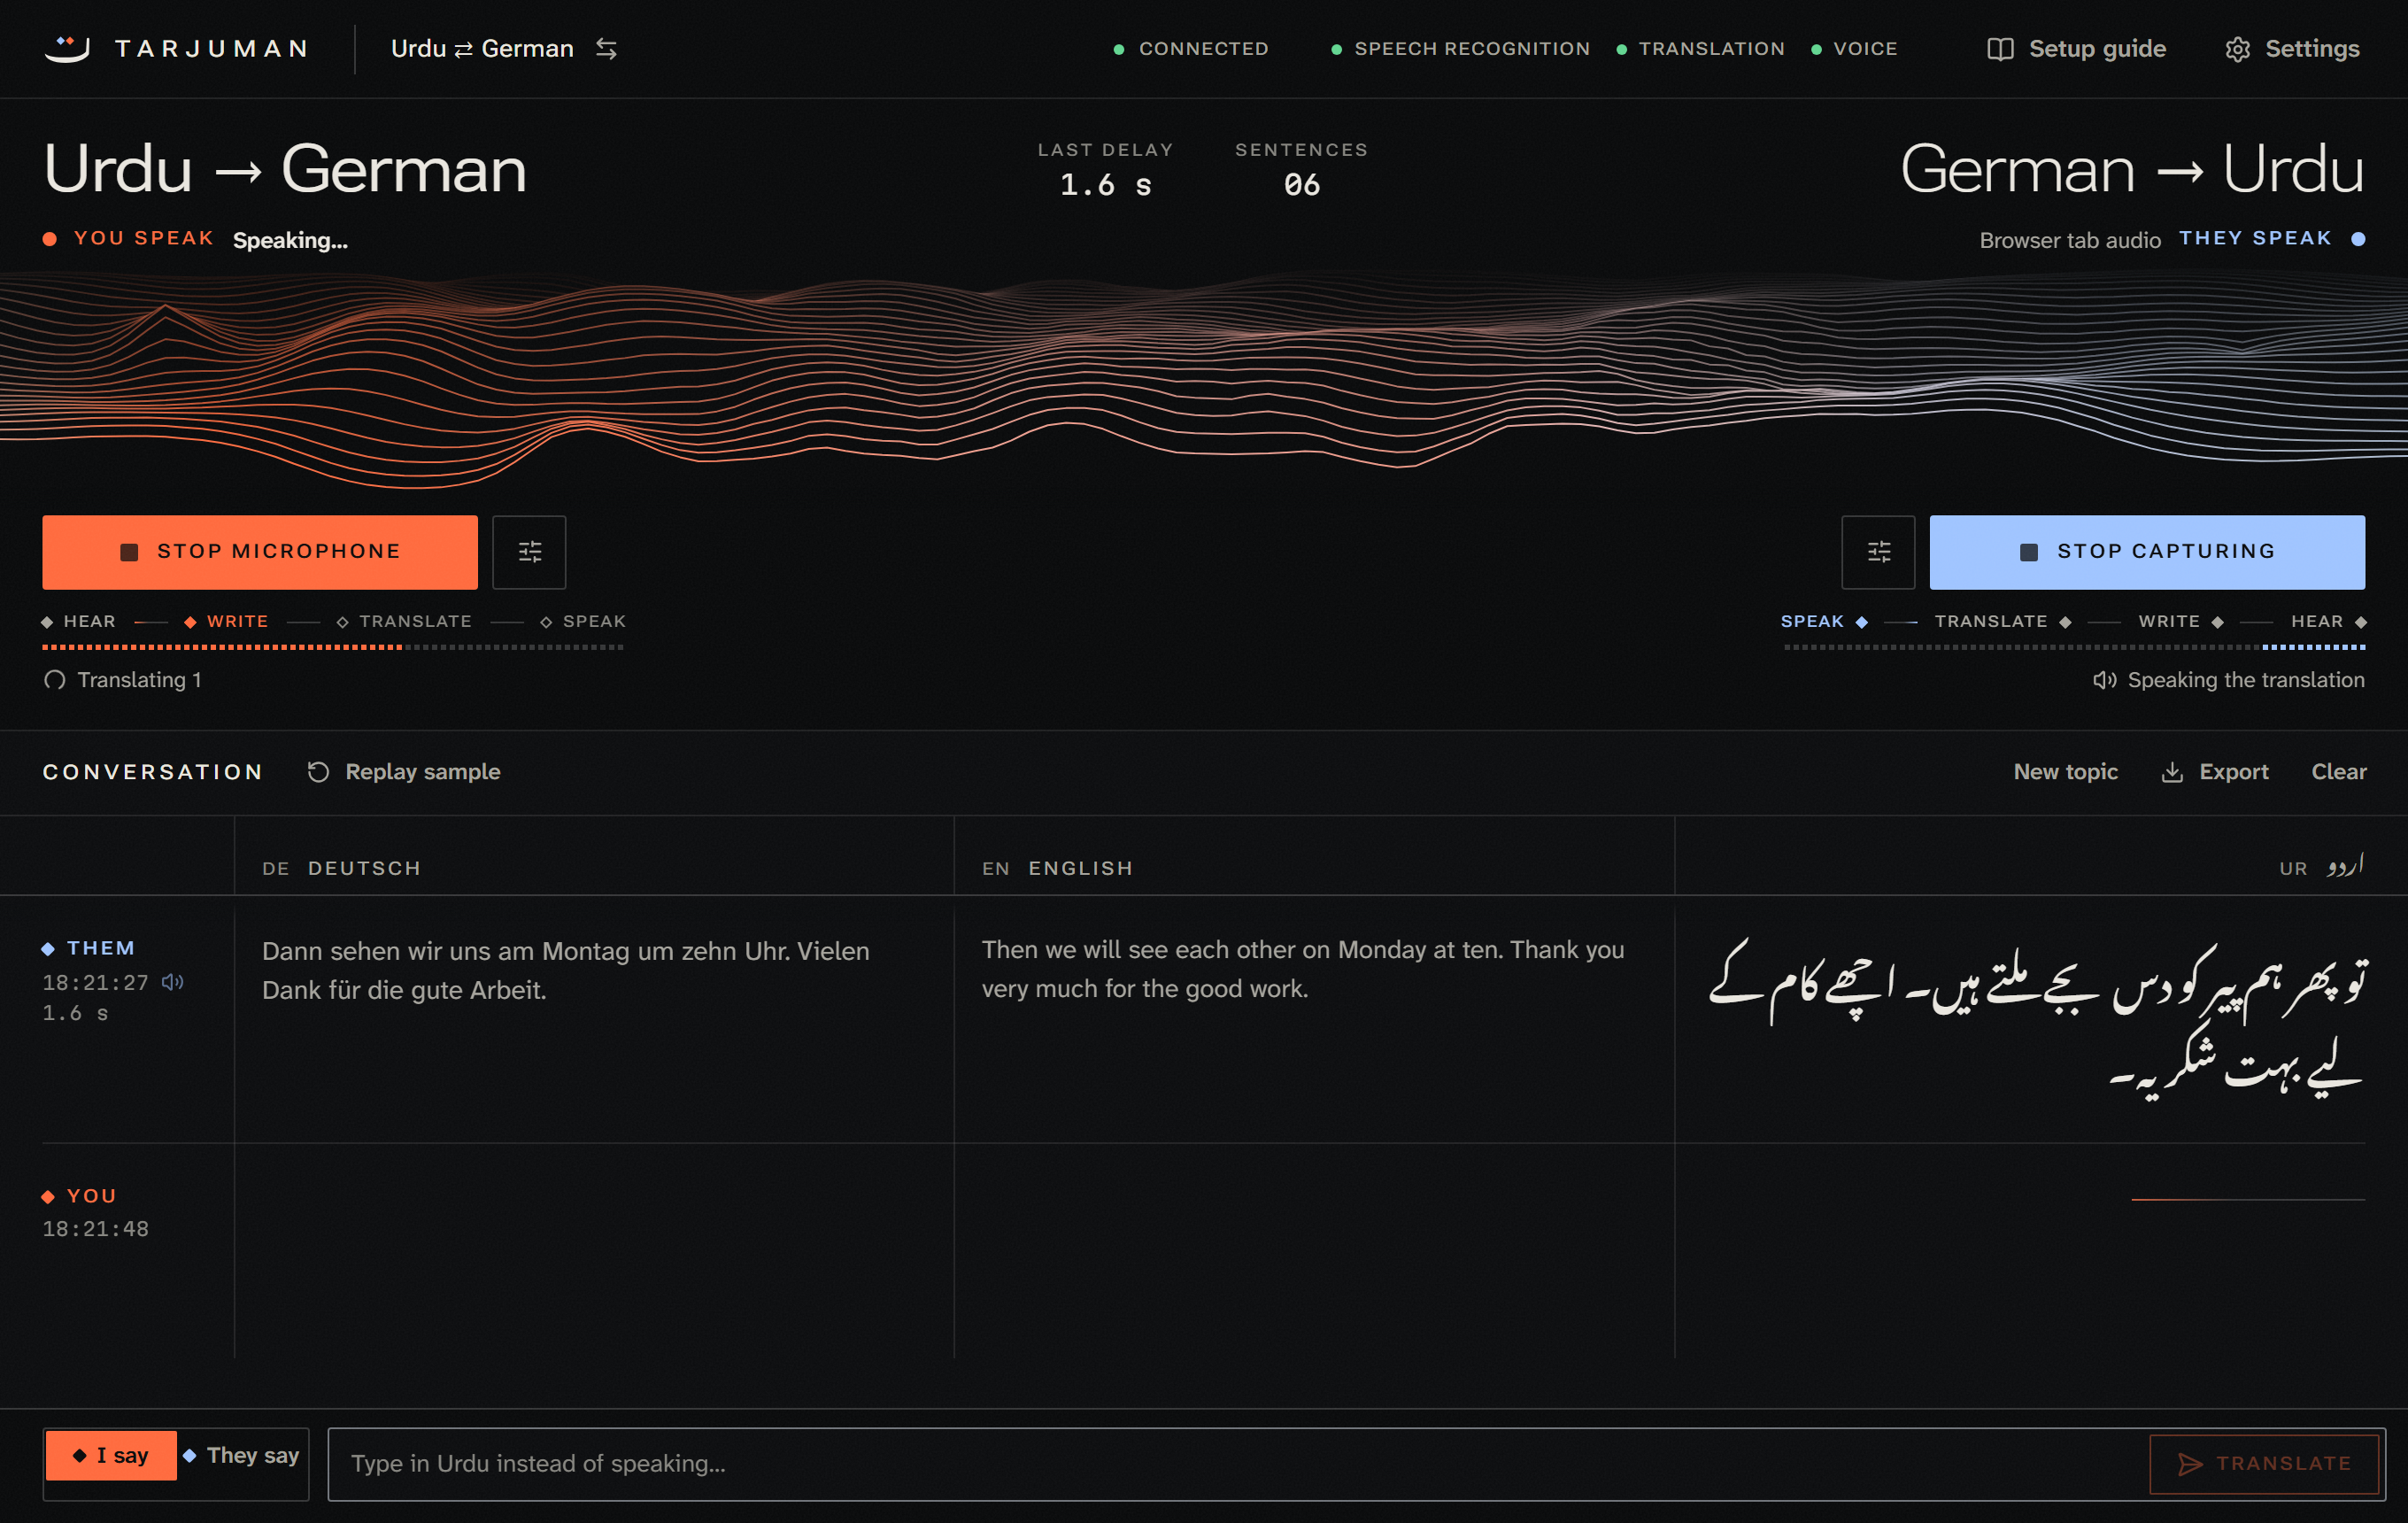 TARJUMAN
Urdu ⇄ German
CONNECTED
SPEECH RECOGNITION
TRANSLATION
VOICE
Setup guide
Settings
Urdu → German
LAST DELAY
1.6 s
SENTENCES
06
German → Urdu
YOU SPEAK Speaking...
Browser tab audio THEY SPEAK
STOP MICROPHONE
STOP CAPTURING
HEAR WRITE TRANSLATE SPEAK
SPEAK TRANSLATE WRITE HEAR
Translating 1
Speaking the translation
CONVERSATION
Replay sample
New topic
Export
Clear
DE DEUTSCH
EN ENGLISH
UR اردو
THEM
18:21:27
1.6 s
Dann sehen wir uns am Montag um zehn Uhr. Vielen
Dank für die gute Arbeit.
Then we will see each other on Monday at ten. Thank you
very much for the good work.
تو پھر ہم پیر کو دس بجے ملتے ہیں۔ اچھے کام کے
لیے بہت شکریہ۔
YOU
18:21:48
I say
They say
Type in Urdu instead of speaking...
TRANSLATE